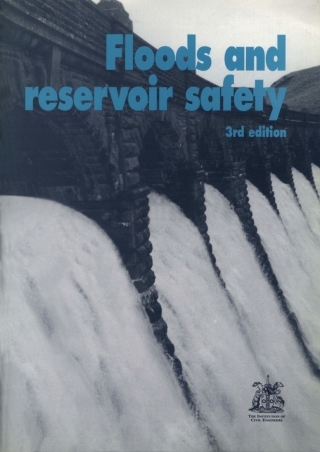 Floods and
reservoir safety
3rd edition
THE INSTITUTION OF
CIVIL ENGINEERS